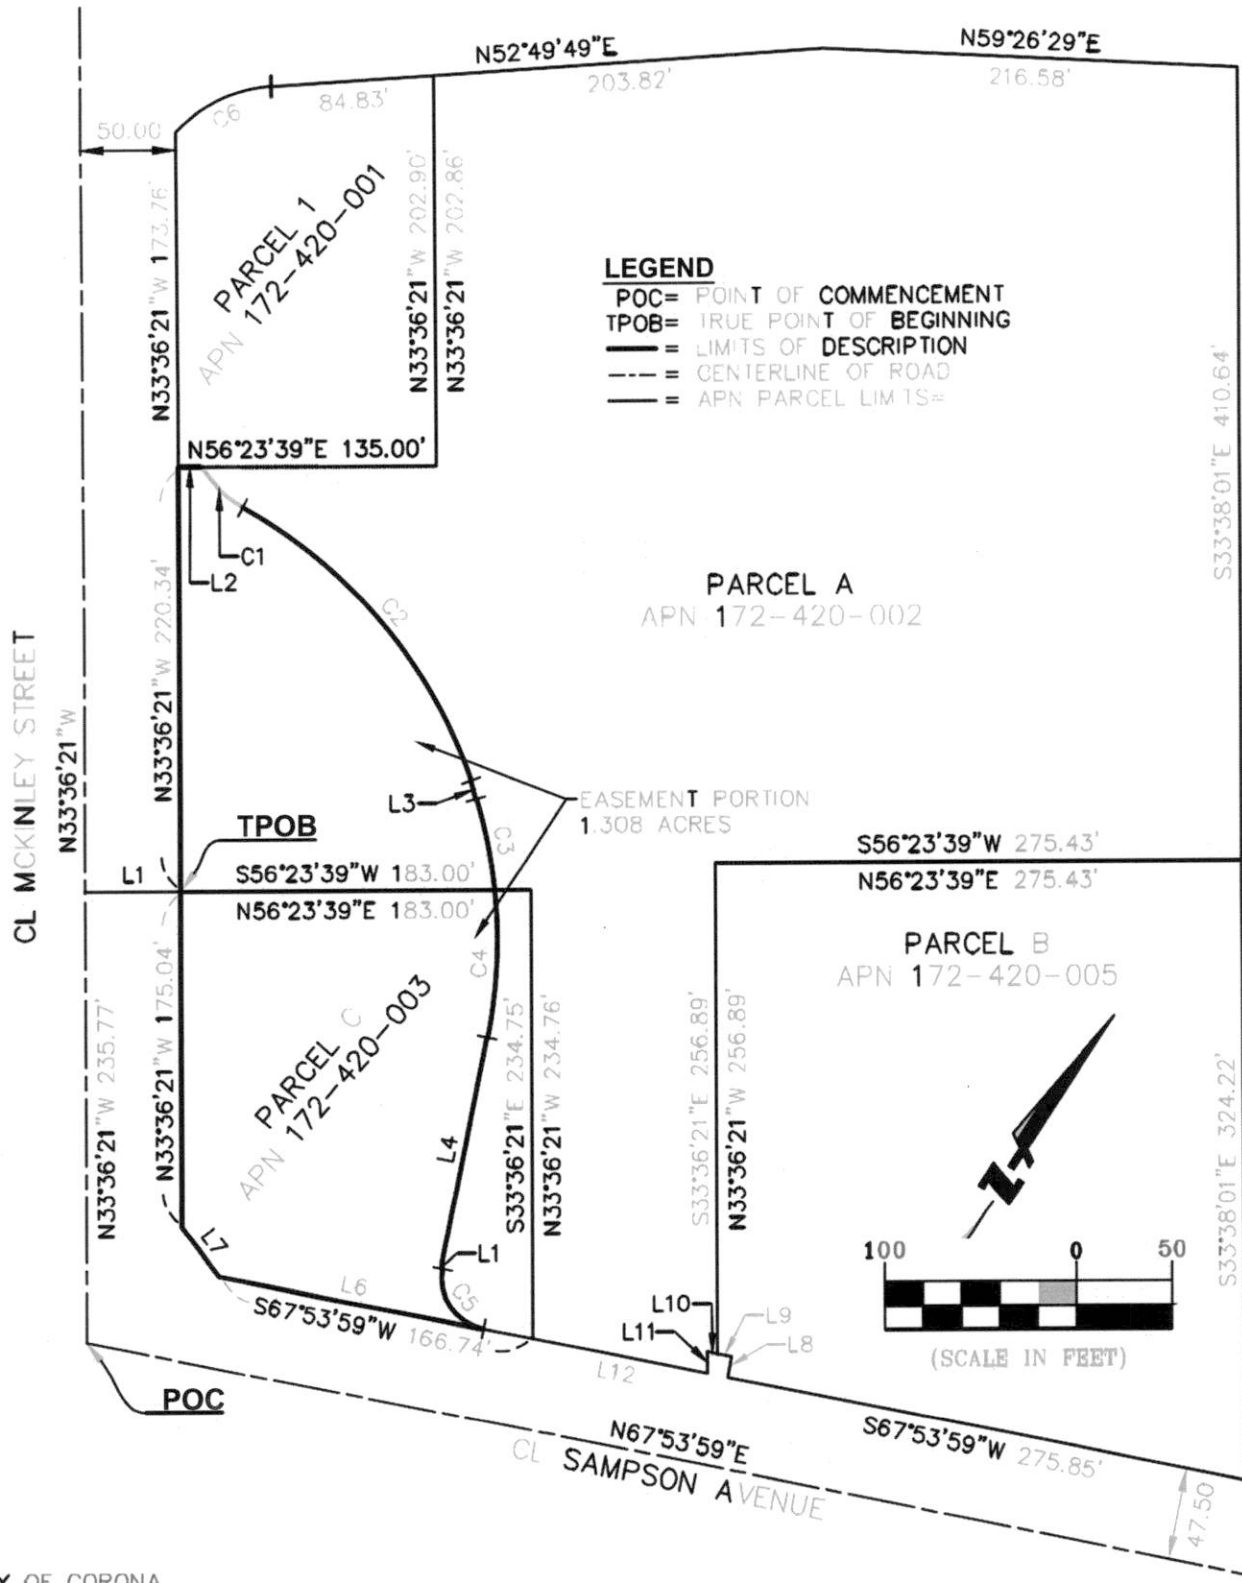 N52°49'49"E
203.82'
N59°26'29"E
216.58'
C6
84.83'
50.00
N33°36'21"W 173.76'
PARCEL 1
APN 172-420-001
N33°36'21"W 202.90'
N33°36'21"W 202.86'
LEGEND
POC= POINT OF COMMENCEMENT
TPOB= TRUE POINT OF BEGINNING
= LIMITS OF DESCRIPTION
= CENTERLINE OF ROAD
= APN PARCEL LIMITS=
S33°38'01"E 410.64'
N56°23'39"E 135.00'
C1
L2
C2
N33°36'21"W 220.34'
PARCEL A
APN 172-420-002
CL MCKINLEY STREET
N33°36'21"W
L3
EASEMENT PORTION
1.308 ACRES
C3
TPOB
L1
S56°23'39"W 183.00'
N56°23'39"E 183.00'
S56°23'39"W 275.43'
N56°23'39"E 275.43'
PARCEL B
APN 172-420-005
C4
N33°36'21"W 235.77'
N33°36'21"W 175.04'
PARCEL C
APN 172-420-003
L4
S33°36'21"E 234.75'
N33°36'21"W 234.76'
S33°36'21"E 256.89'
N33°36'21"W 256.89'
S33°38'01"E 324.22'
N
100 0 50
(SCALE IN FEET)
L7
L1
C5
L6
S67°53'59"W 166.74'
L10
L11
L9
L8
L12
POC
N67°53'59"E
CL SAMPSON AVENUE
S67°53'59"W 275.85'
47.50
OF CORONA